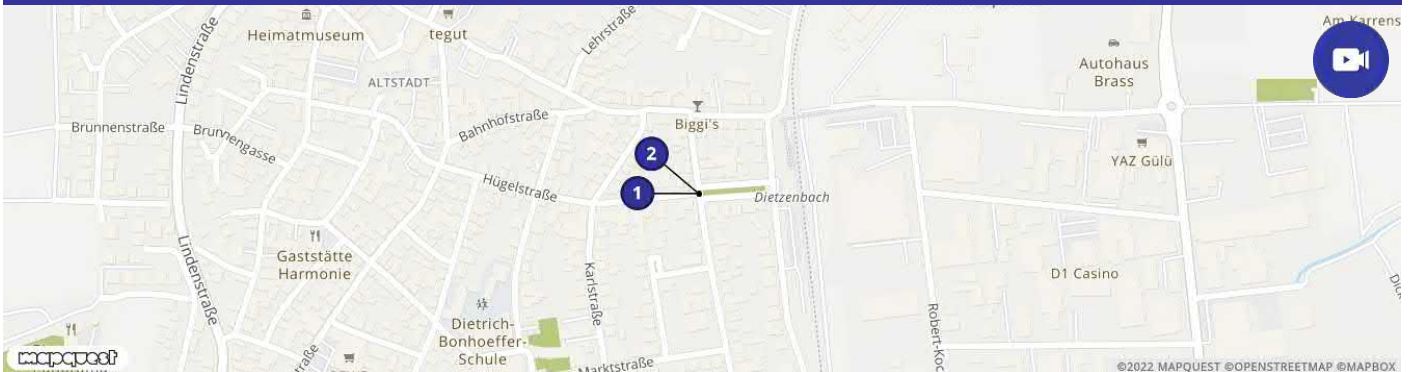 Heimatmuseum
tegut
Lehrstraße
Am Karrens
Lindenstraße
ALTSTADT
Autohaus
Brass
Brunnenstraße
Brunnengasse
Bahnhofstraße
Biggi's
2
YAZ Gülü
Hügelstraße
1
Dietzenbach
Lindenstraße
Gaststätte
Harmonie
Karlstraße
D1 Casino
Dietrich-
Bonhoeffer-
Schule
Robert-Koc
Marktstraße
mapquest
©2022 MAPQUEST ©OPENSTREETMAP ©MAPBOX